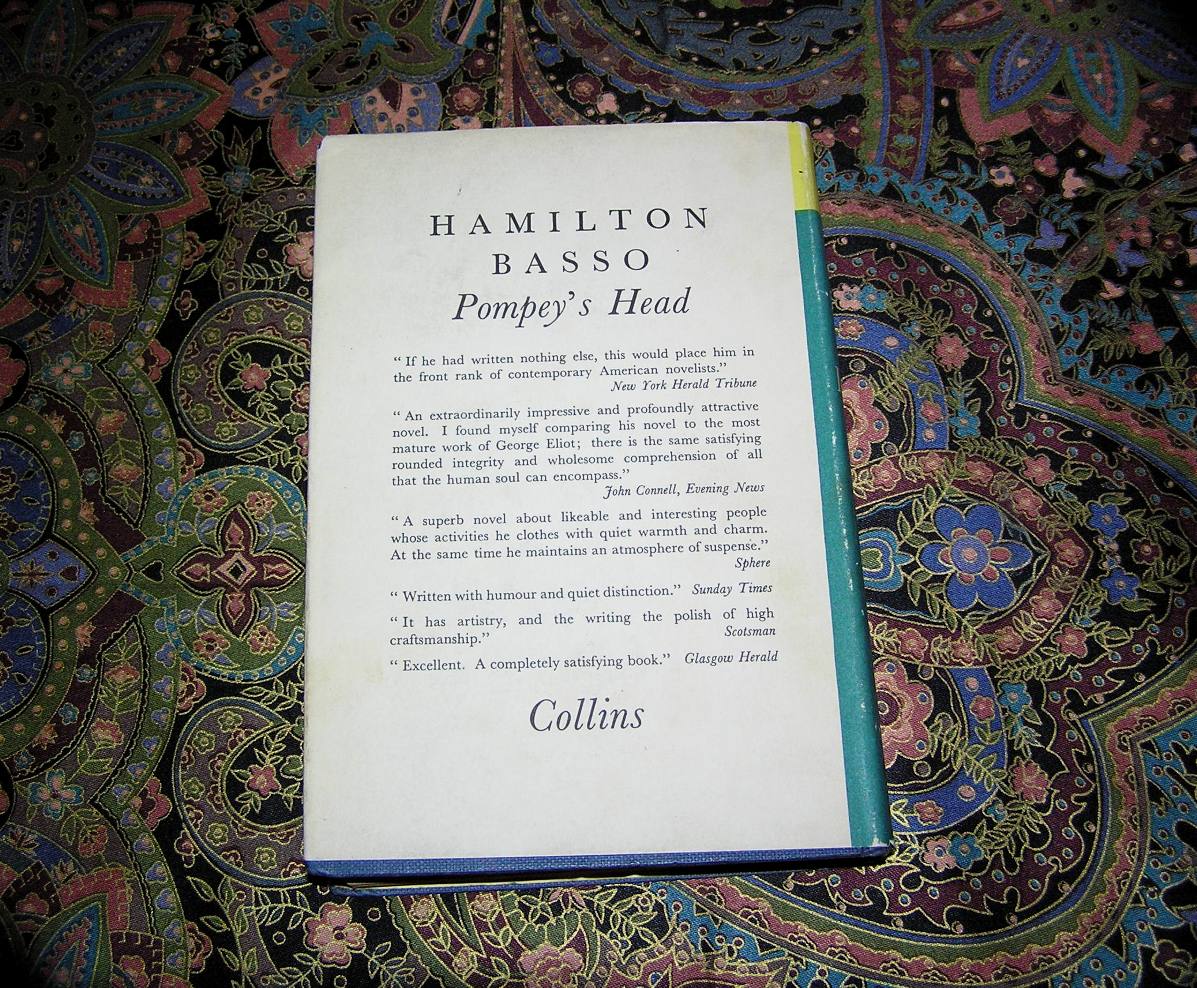 HAMILTON
BASSO
Pompey's Head
“ If he had written nothing else, this would place him in
the front rank of contemporary American novelists.”
New York Herald Tribune
“ An extraordinarily impressive and profoundly attractive
novel. I found myself comparing his novel to the most
mature work of George Eliot; there is the same satisfying
rounded integrity and wholesome comprehension of all
that the human soul can encompass.”
John Connell, Evening News
“ A superb novel about likeable and interesting people
whose activities he clothes with quiet warmth and charm.
At the same time he maintains an atmosphere of suspense.”
Sphere
“ Written with humour and quiet distinction.” Sunday Times
“ It has artistry, and the writing the polish of high
craftsmanship.” Scotsman
“ Excellent. A completely satisfying book.” Glasgow Herald
Collins